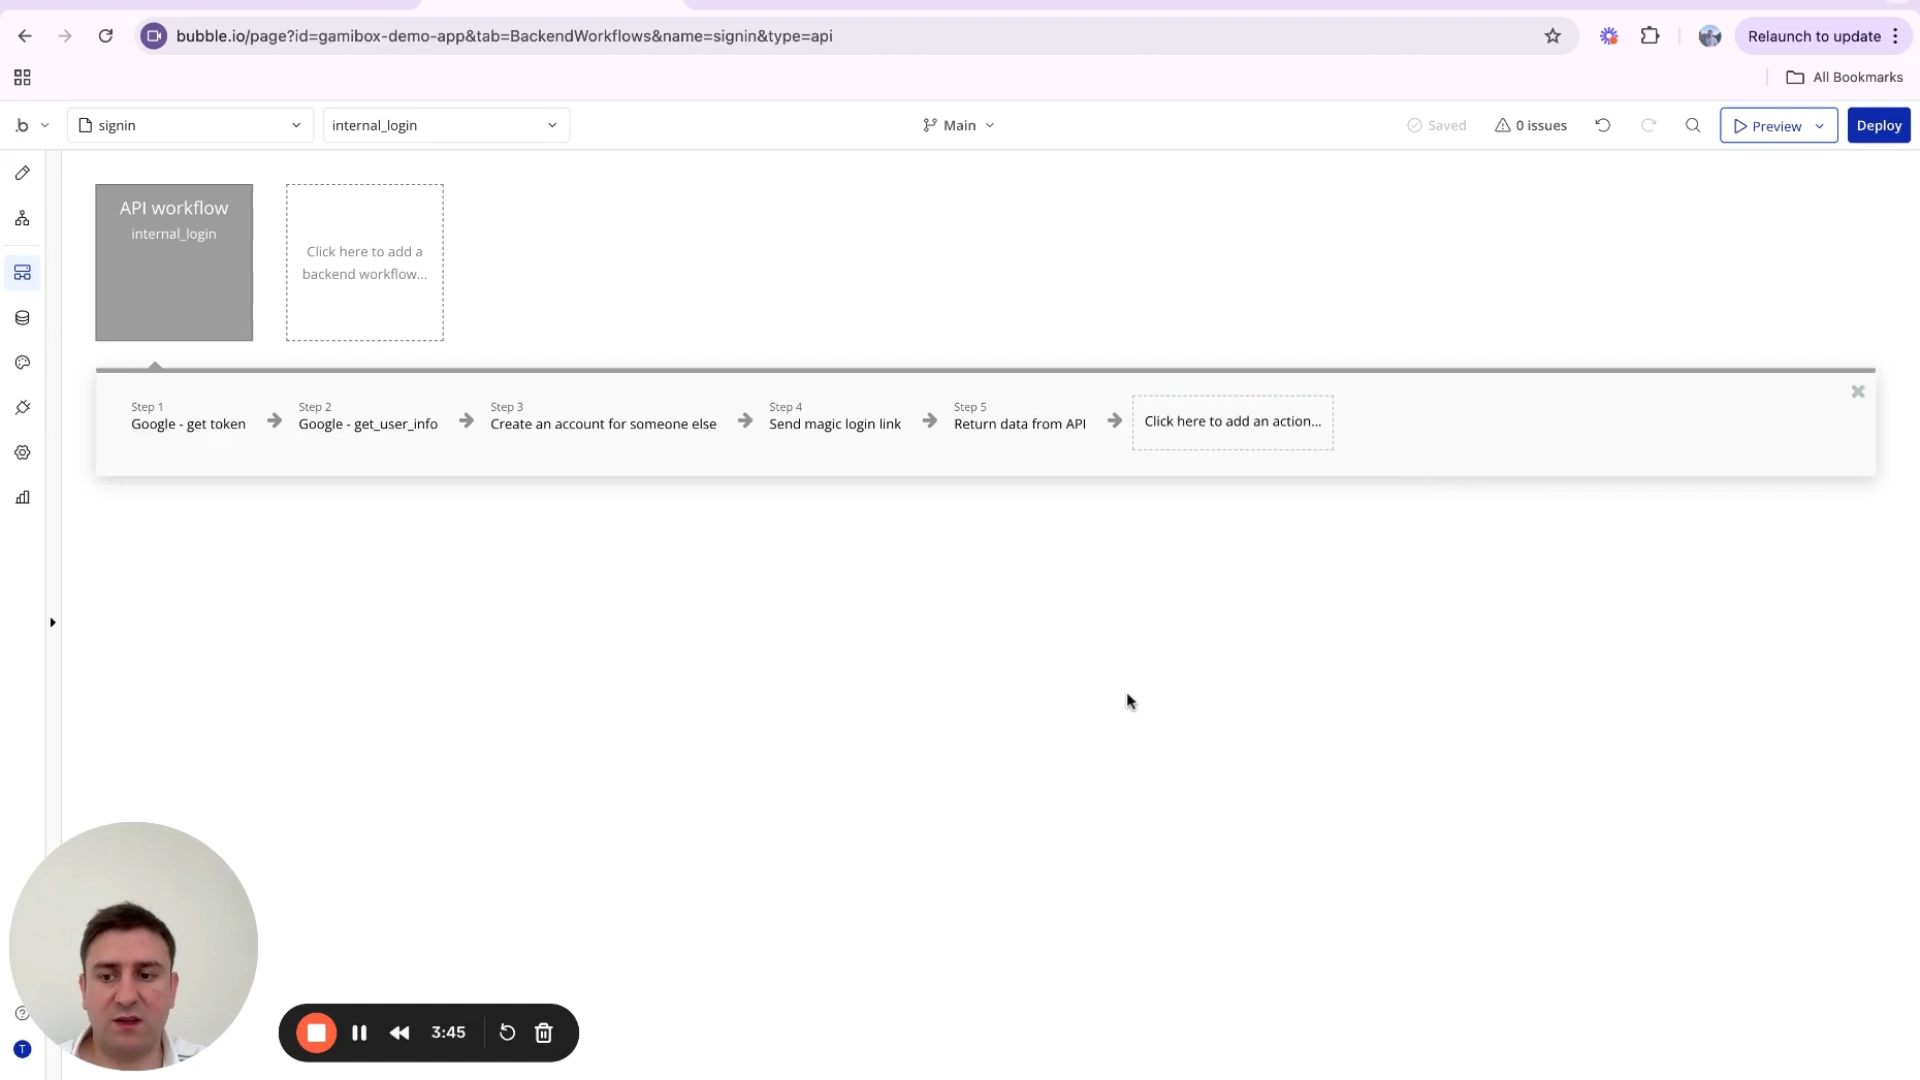 bubble.io/page?id=gamibox-demo-app&tab=BackendWorkflows&name=signin&type=api
Relaunch to update
All Bookmarks
.b
signin
internal_login
Main
Saved
0 issues
Preview
Deploy
API workflow
internal_login
Click here to add a
backend workflow...
Step 1
Google - get token
Step 2
Google - get_user_info
Step 3
Create an account for someone else
Step 4
Send magic login link
Step 5
Return data from API
Click here to add an action...
T
3:45